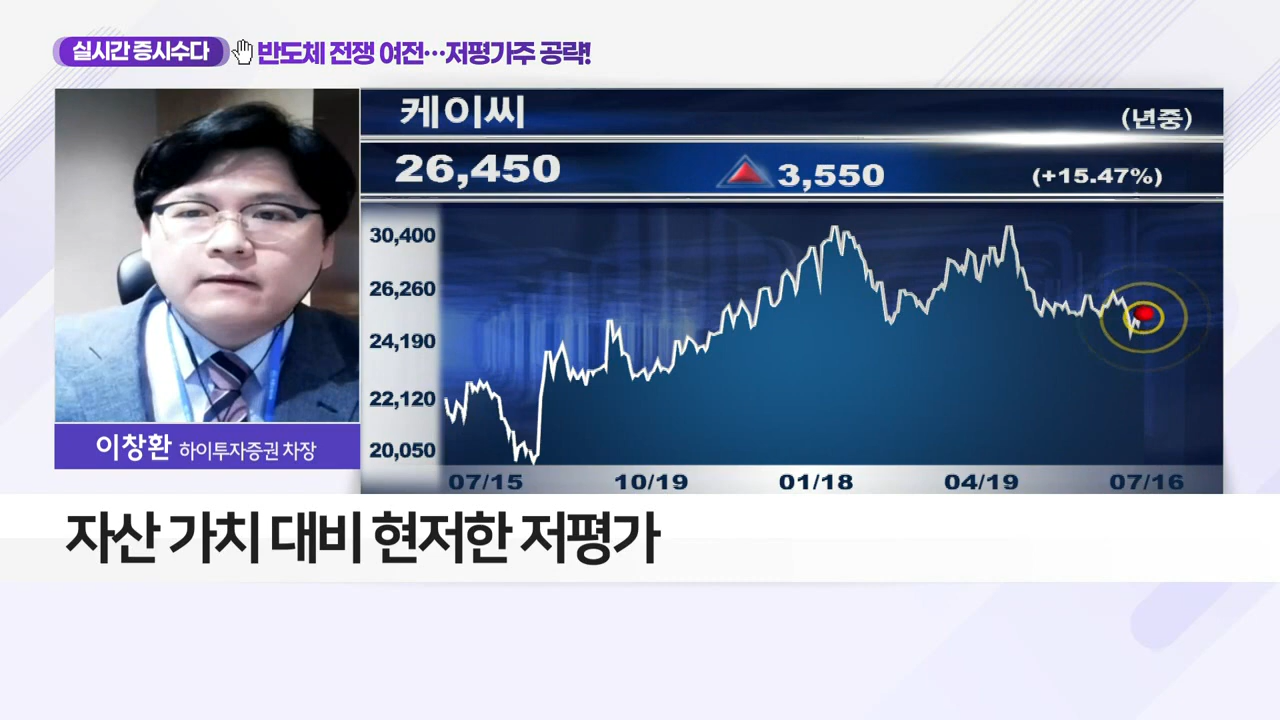 실시간 증시수다 반도체 전쟁 여전…저평가주 공략!
케이씨 (년중)
26,450 3,550 (+15.47%)
30,400
26,260
24,190
22,120
20,050
07/15 10/19 01/18 04/19 07/16
이창환 하이투자증권 차장
자산 가치 대비 현저한 저평가